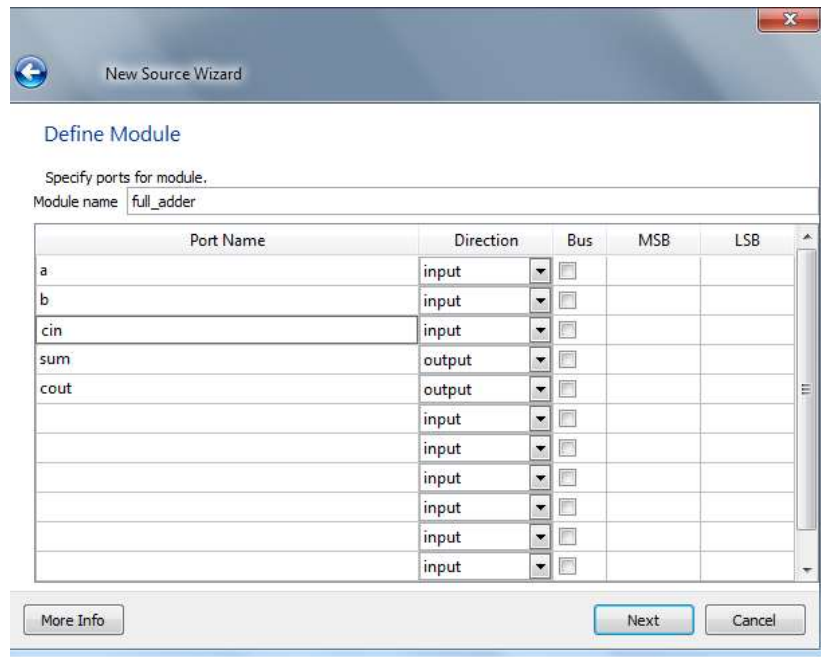 New Source Wizard
Define Module
Specify ports for module.
Module name full_adder
Port Name Direction Bus MSB LSB
a input
b input
cin input
sum output
cout output
input
input
input
input
input
input
More Info Next Cancel